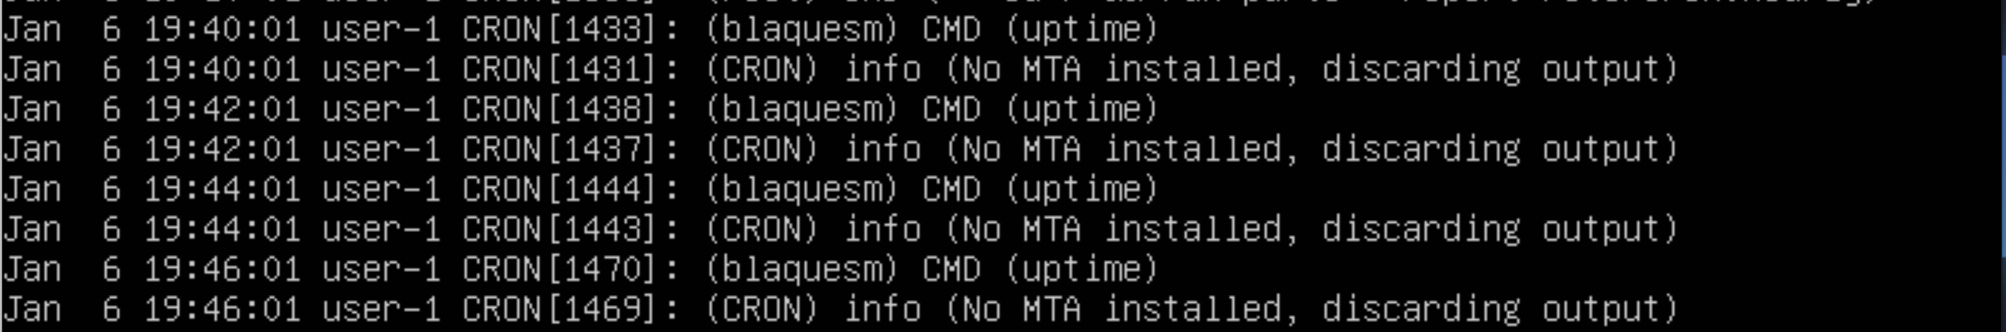 Jan  6 19:40:01 user-1 CRON[1433]: (blaquesm) CMD (uptime)
Jan  6 19:40:01 user-1 CRON[1431]: (CRON) info (No MTA installed, discarding output)
Jan  6 19:42:01 user-1 CRON[1438]: (blaquesm) CMD (uptime)
Jan  6 19:42:01 user-1 CRON[1437]: (CRON) info (No MTA installed, discarding output)
Jan  6 19:44:01 user-1 CRON[1444]: (blaquesm) CMD (uptime)
Jan  6 19:44:01 user-1 CRON[1443]: (CRON) info (No MTA installed, discarding output)
Jan  6 19:46:01 user-1 CRON[1470]: (blaquesm) CMD (uptime)
Jan  6 19:46:01 user-1 CRON[1469]: (CRON) info (No MTA installed, discarding output)